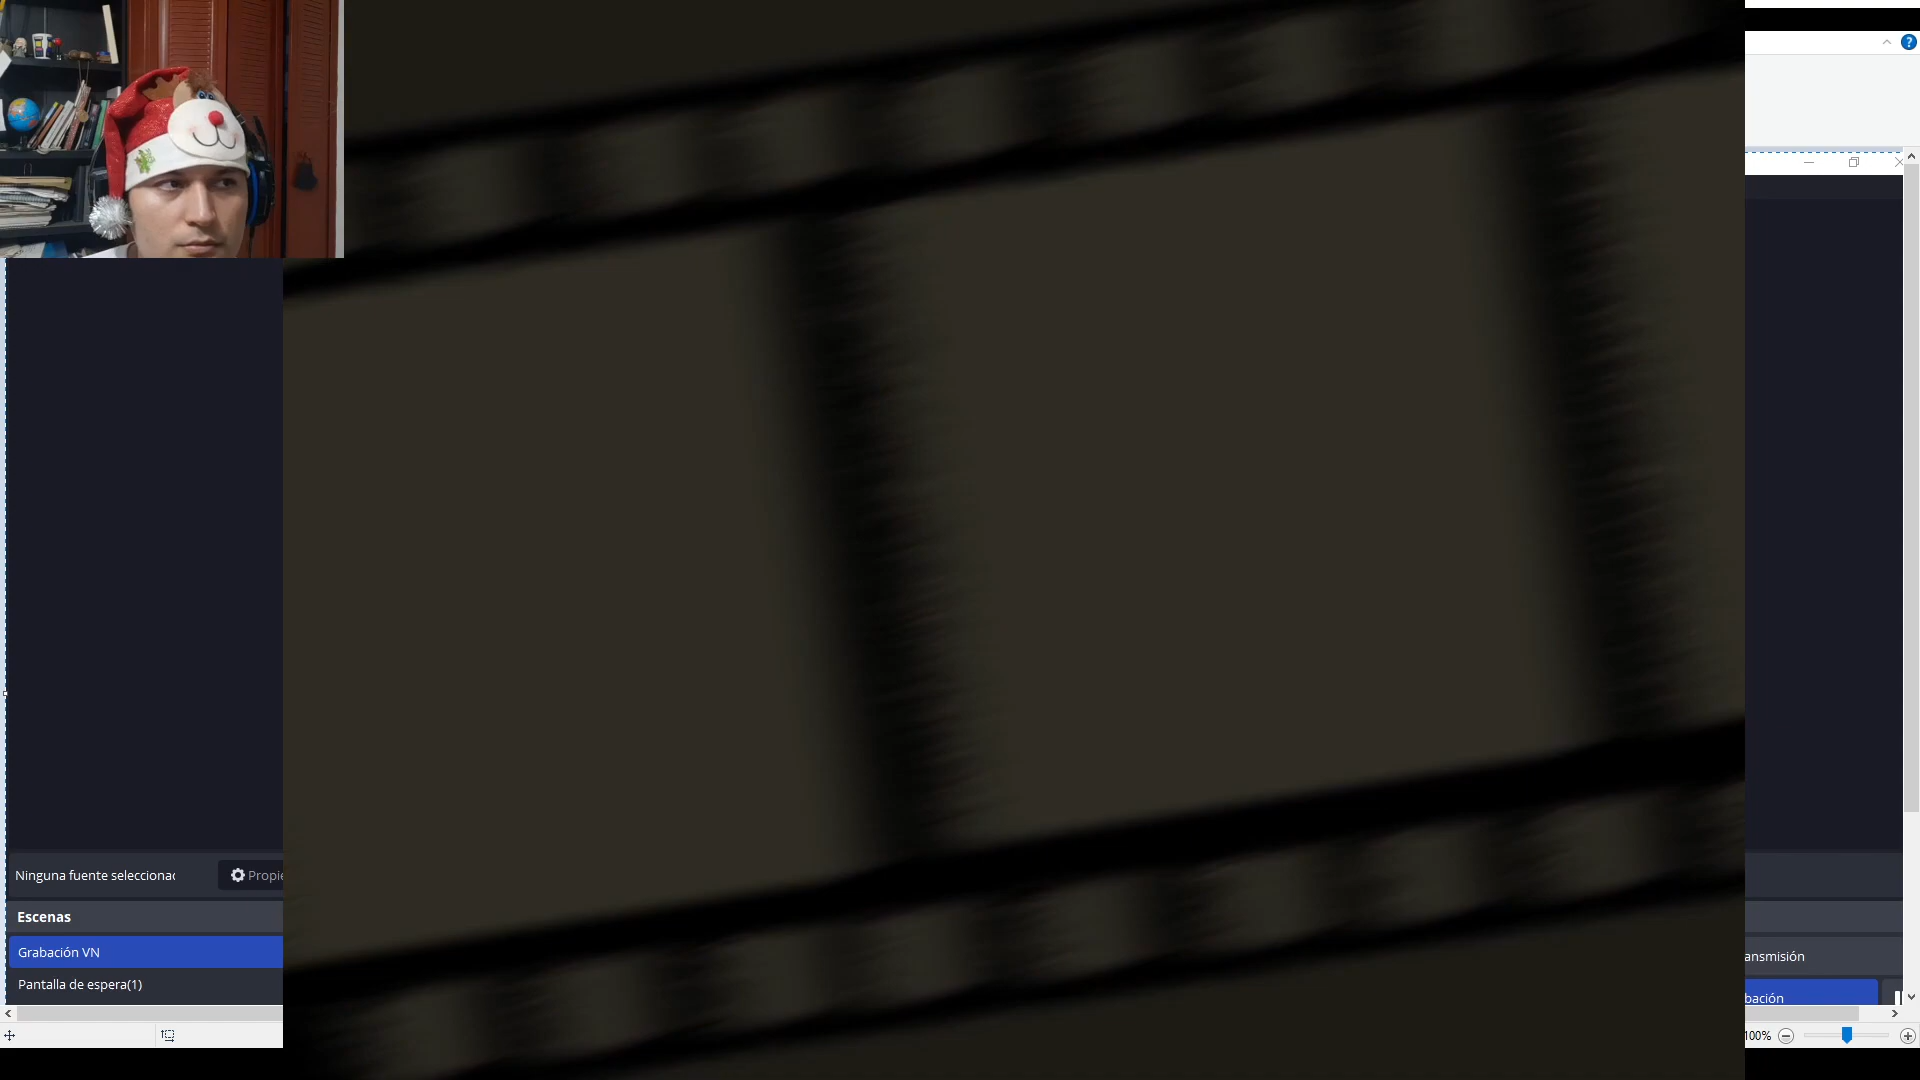 Ninguna fuente seleccionac
Propie
Escenas
Grabación VN
Pantalla de espera(1)
ansmisión
bación
100%